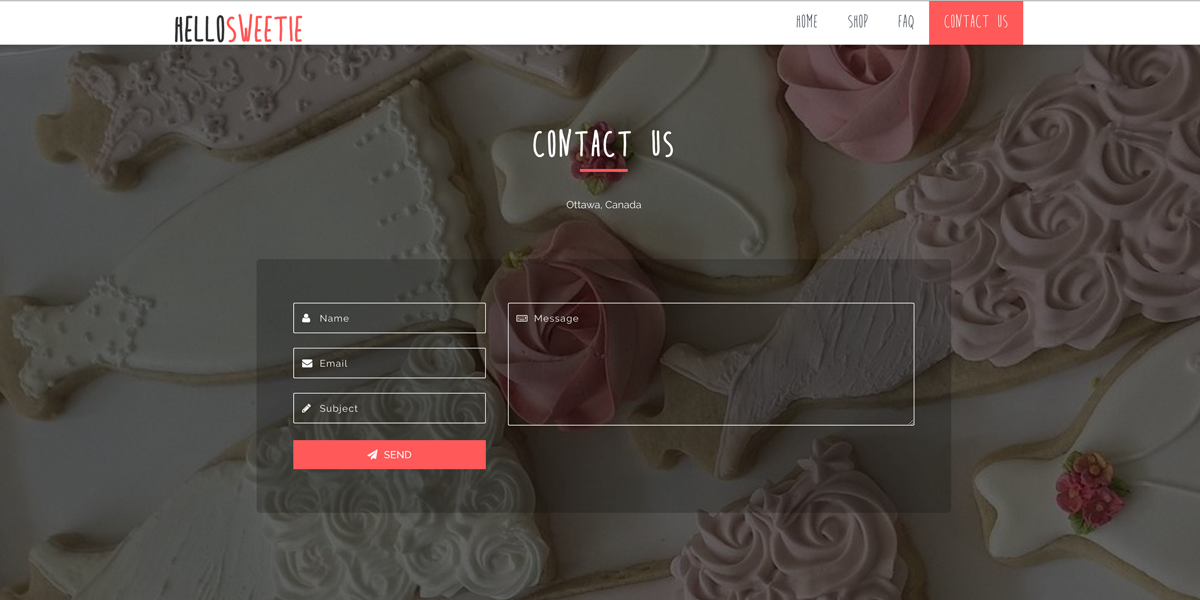 HELLOSWEETIE
HOME
SHOP
FAQ
CONTACT US
CONTACT US
Ottawa, Canada
Name
Message
Email
Subject
SEND